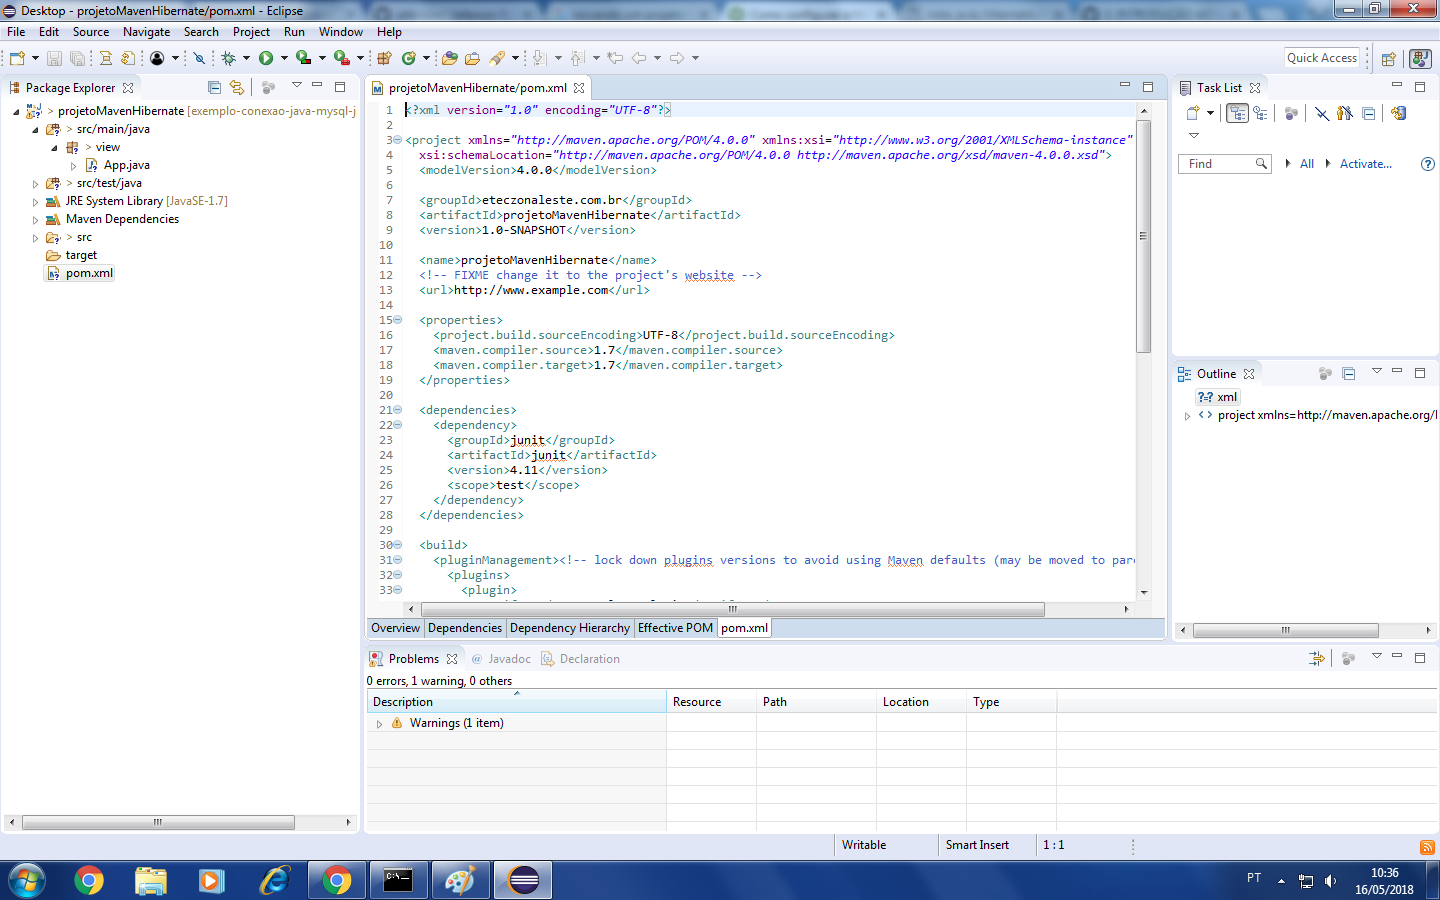 Desktop - projetoMavenHibernate/pom.xml - Eclipse
File Edit Source Navigate Search Project Run Window Help
Quick Access
Package Explorer
> projetoMavenHibernate [exemplo-conexao-java-mysql-j
> src/main/java
> view
> App.java
> src/test/java
JRE System Library [JavaSE-1.7]
Maven Dependencies
> src
target
pom.xml
projetoMavenHibernate/pom.xml
1 <?xml version="1.0" encoding="UTF-8"?>
2
3 <project xmlns="http://maven.apache.org/POM/4.0.0" xmlns:xsi="http://www.w3.org/2001/XMLSchema-instance"
4 xsi:schemaLocation="http://maven.apache.org/POM/4.0.0 http://maven.apache.org/xsd/maven-4.0.0.xsd">
5 <modelVersion>4.0.0</modelVersion>
6
7 <groupId>eteczonaleste.com.br</groupId>
8 <artifactId>projetoMavenHibernate</artifactId>
9 <version>1.0-SNAPSHOT</version>
10
11 <name>projetoMavenHibernate</name>
12 <!-- FIXME change it to the project's website -->
13 <url>http://www.example.com</url>
14
15 <properties>
16 <project.build.sourceEncoding>UTF-8</project.build.sourceEncoding>
17 <maven.compiler.source>1.7</maven.compiler.source>
18 <maven.compiler.target>1.7</maven.compiler.target>
19 </properties>
20
21 <dependencies>
22 <dependency>
23 <groupId>junit</groupId>
24 <artifactId>junit</artifactId>
25 <version>4.11</version>
26 <scope>test</scope>
27 </dependency>
28 </dependencies>
29
30 <build>
31 <pluginManagement><!-- lock down plugins versions to avoid using Maven defaults (may be moved to par
32 <plugins>
33 <plugin>
Overview Dependencies Dependency Hierarchy Effective POM pom.xml
Task List
Find All Activate...
Outline
?=? xml
<> project xmlns=http://maven.apache.org/
Problems @ Javadoc Declaration
0 errors, 1 warning, 0 others
Description Resource Path Location Type
Warnings (1 item)
Writable Smart Insert 1 : 1
PT
10:36
16/05/2018